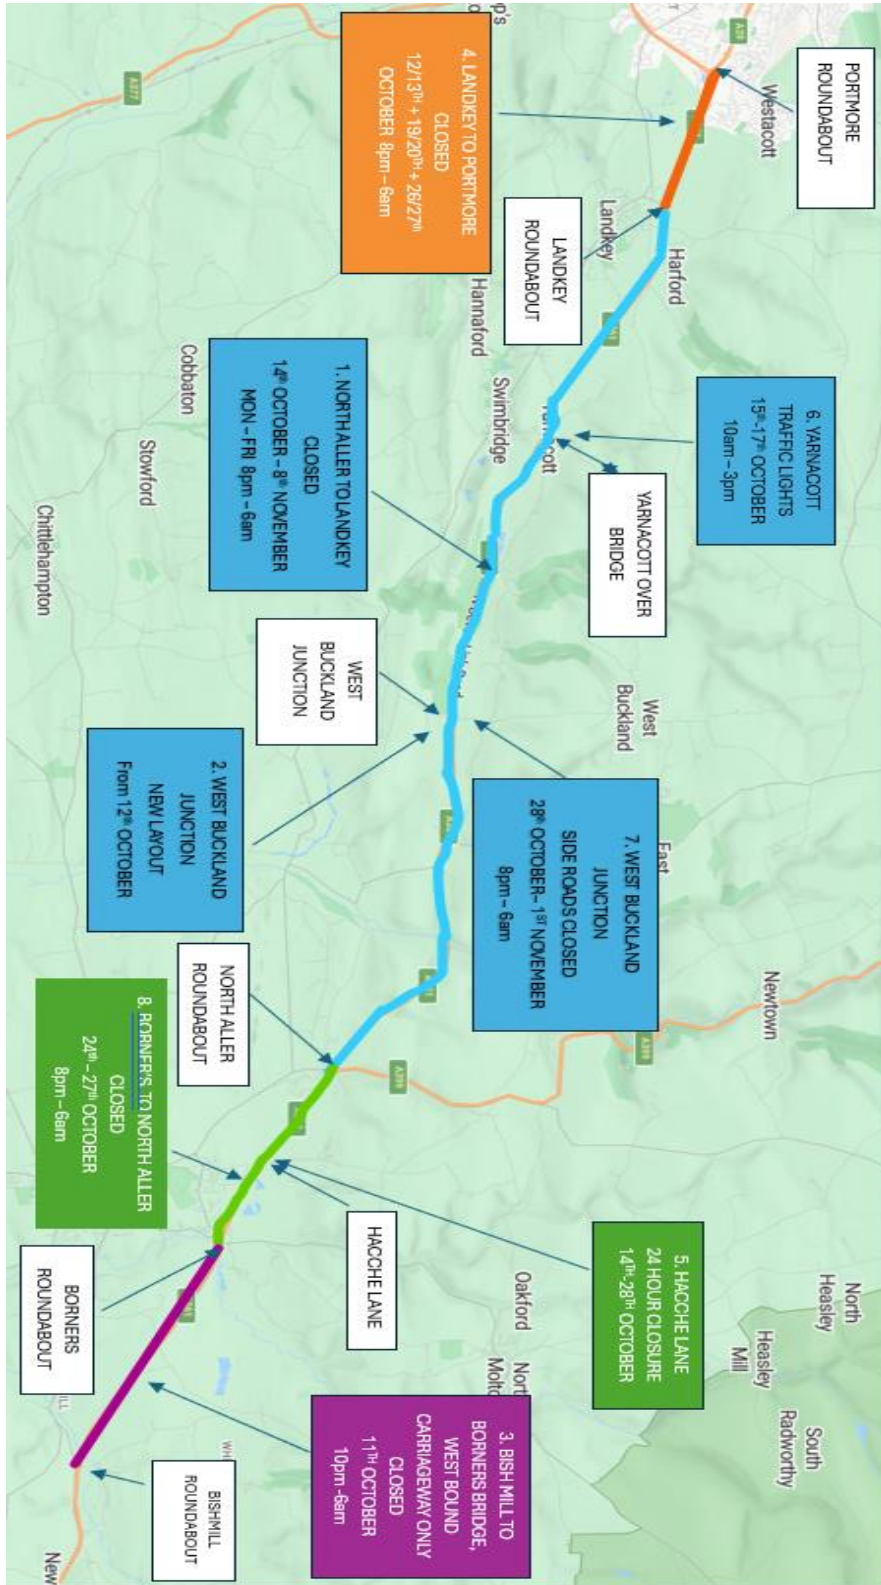 PORTMORE
ROUNDABOUT
A39
Westacott
4. LANDKEY TO PORTMORE
CLOSED
12/13TH + 19/20TH + 26/27th
OCTOBER 8pm – 6am
A377
LANDKEY
ROUNDABOUT
Landkey
Harford
Hannaford
6. YARNACOTT
TRAFFIC LIGHTS
15th-17th OCTOBER
10am – 3pm
YARNACOTT OVER
BRIDGE
Swimbridge
Cobbaton
Stowford
Chittlehampton
1. NORTH ALLER TO LANDKEY
CLOSED
14th OCTOBER – 8th NOVEMBER
MON – FRI 8pm – 6am
WEST
BUCKLAND
JUNCTION
West
Buckland
2. WEST BUCKLAND
JUNCTION
NEW LAYOUT
From 12th OCTOBER
7. WEST BUCKLAND
JUNCTION
SIDE ROADS CLOSED
28th OCTOBER – 1ST NOVEMBER
8pm – 6am
East
Newtown
A399
A399
NORTH ALLER
ROUNDABOUT
8. BORNER'S TO NORTH ALLER
CLOSED
24th – 27th OCTOBER
8pm – 6am
HACCHE LANE
5. HACCHE LANE
24 HOUR CLOSURE
14TH-28TH OCTOBER
North
Heasley
Heasley
Mill
South
Radworthy
Oakford
BORNERS
ROUNDABOUT
3. BISH MILL TO
BORNERS BRIDGE,
WEST BOUND
CARRIAGEWAY ONLY
CLOSED
11TH OCTOBER
10pm -6am
BISHMILL
ROUNDABOUT
New